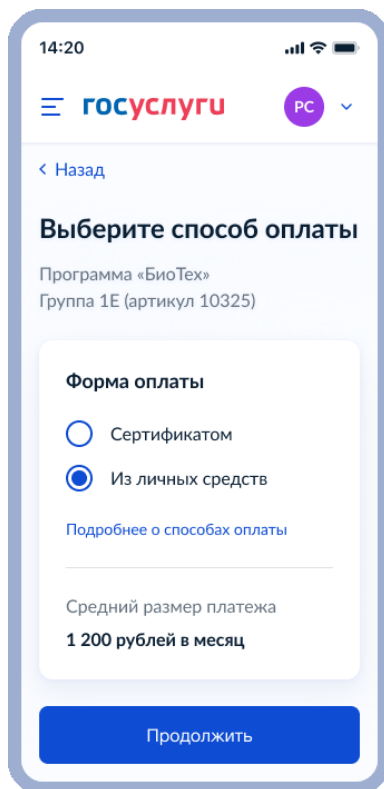 14:20
госуслуги
РС
Назад
Выберите способ оплаты
Программа «БиоТех»
Группа 1Е (артикул 10325)
Форма оплаты
Сертификатом
Из личных средств
Подробнее о способах оплаты
Средний размер платежа
1 200 рублей в месяц
Продолжить